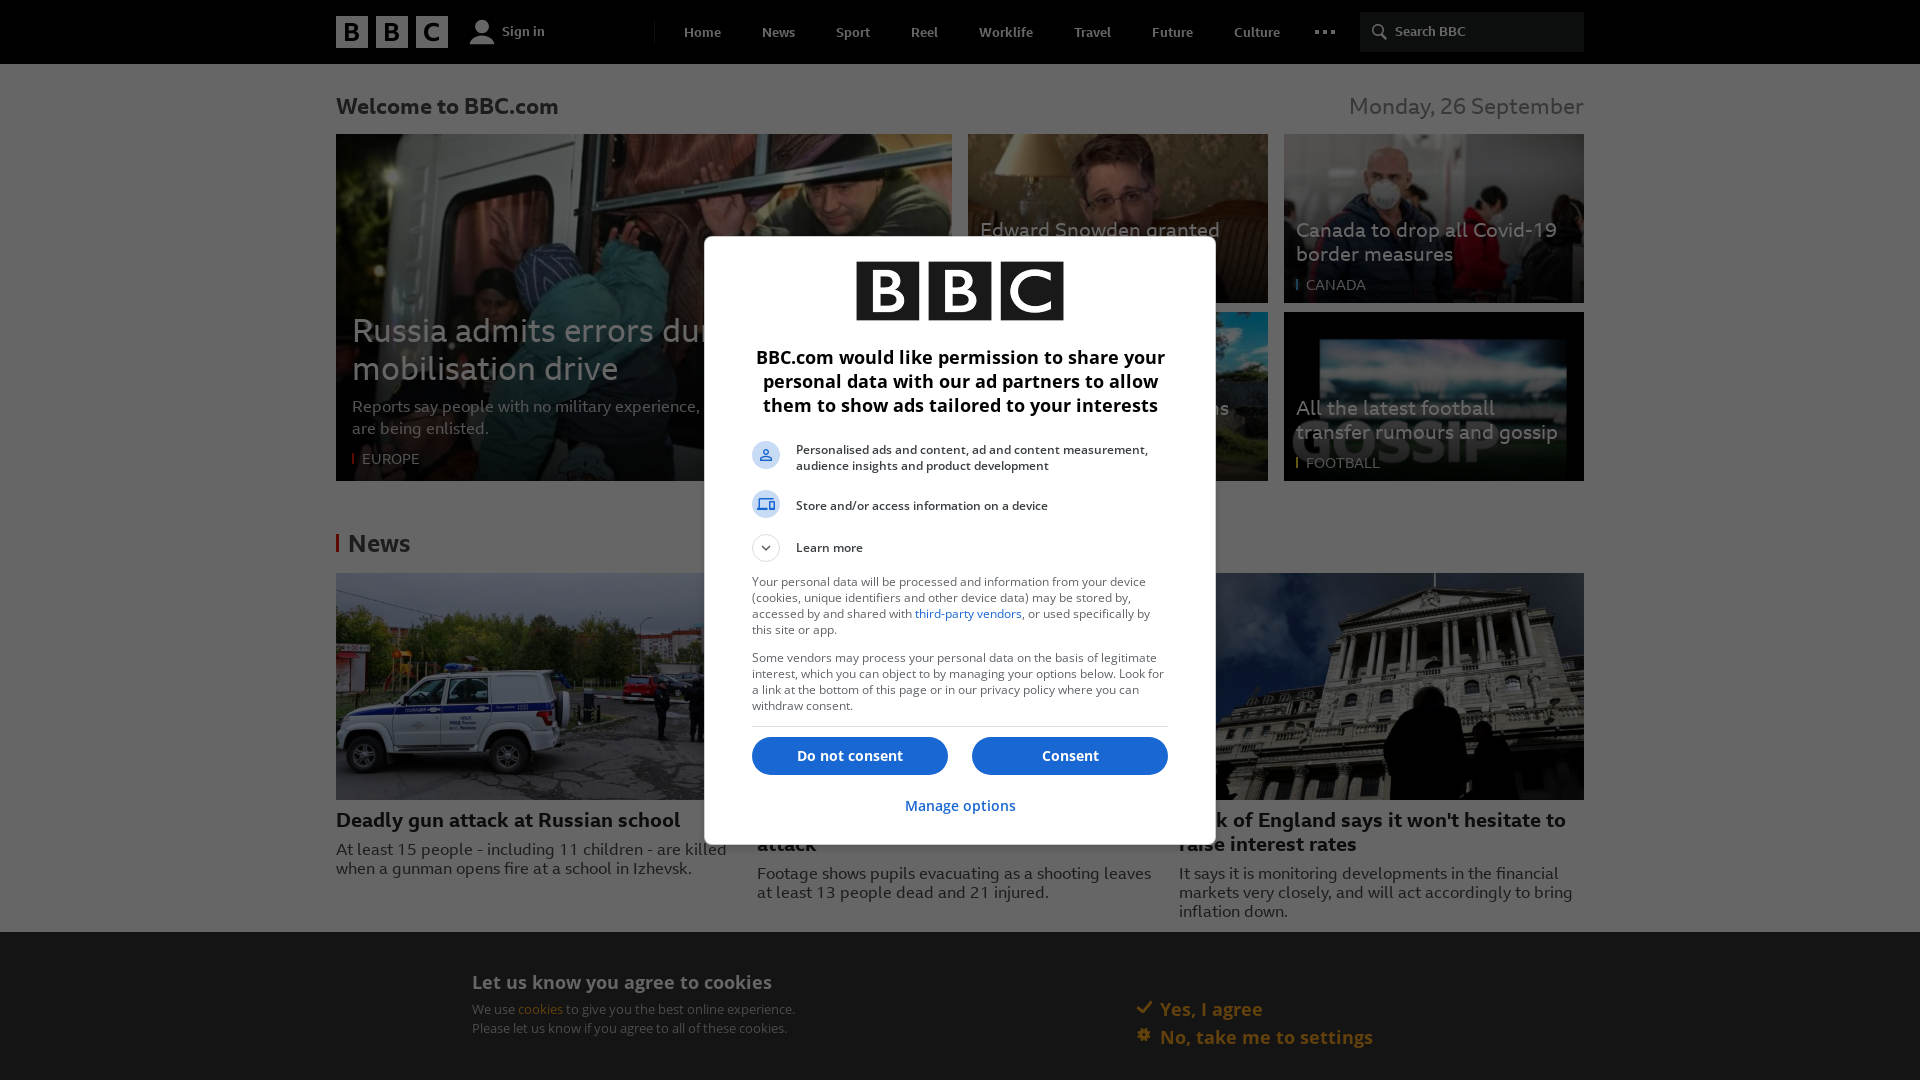 BBC
Sign in
Home
News
Sport
Reel
Worklife
Travel
Future
Culture
Search BBC
Welcome to BBC.com
Monday, 26 September
Russia admits errors dur
mobilisation drive
Reports say people with no military experience,
are being enlisted.
EUROPE
Edward Snowden granted
Canada to drop all Covid-19
border measures
CANADA
GOSSIP
All the latest football
transfer rumours and gossip
FOOTBALL
BBC
BBC.com would like permission to share your
personal data with our ad partners to allow
them to show ads tailored to your interests
Personalised ads and content, ad and content measurement,
audience insights and product development
Store and/or access information on a device
Learn more
Your personal data will be processed and information from your device
(cookies, unique identifiers and other device data) may be stored by,
accessed by and shared with third-party vendors, or used specifically by
this site or app.
Some vendors may process your personal data on the basis of legitimate
interest, which you can object to by managing your options below. Look for
a link at the bottom of this page or in our privacy policy where you can
withdraw consent.
Do not consent
Consent
Manage options
News
Deadly gun attack at Russian school
At least 15 people - including 11 children - are killed
when a gunman opens fire at a school in Izhevsk.
attack
Footage shows pupils evacuating as a shooting leaves
at least 13 people dead and 21 injured.
k of England says it won't hesitate to
raise interest rates
It says it is monitoring developments in the financial
markets very closely, and will act accordingly to bring
inflation down.
Let us know you agree to cookies
We use cookies to give you the best online experience.
Please let us know if you agree to all of these cookies.
Yes, I agree
No, take me to settings